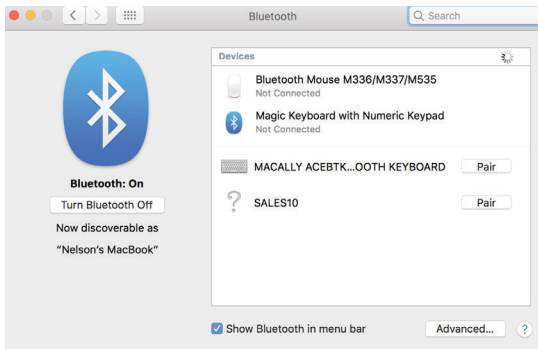 Bluetooth
Search
Devices
Bluetooth Mouse M336/M337/M535
Not Connected
Magic Keyboard with Numeric Keypad
Not Connected
MACALLY ACEBTK...OOTH KEYBOARD
Pair
SALES10
Pair
Bluetooth: On
Turn Bluetooth Off
Now discoverable as
“Nelson's MacBook”
Show Bluetooth in menu bar
Advanced...
?